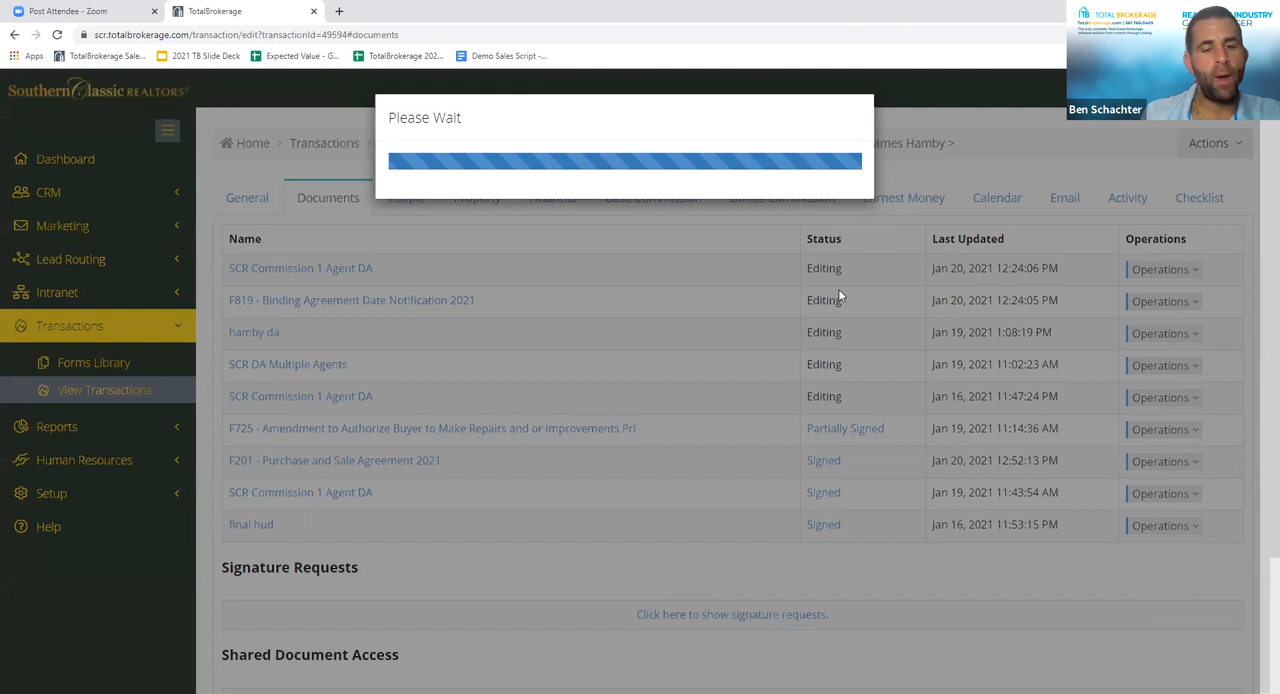 Post Attendee - Zoom
TotalBrokerage
scr.totalbrokerage.com/transaction/edit?transactionId=49594#docum
Apps
TotalBrokerage Sale...
2021 TB Slide Deck
Expected Value - G...
TotalBrokerage 202...
Demo Sales Script -...
TOTAL BROKERAGE
TotalBrokerage.com | 561.766.0409
Ben Schachter
Southern Classic REALTORS
Please Wait
Home
Transactions
ames Hamby >
Actions
Dashboard
CRM
Marketing
Lead Routing
Intranet
Transactions
Forms Library
View Transactions
Reports
Human Resources
Setup
Help
General
Documents
People
Property
Financial
Base Commission
Bonus Commission
Earnest Money
Calendar
Email
Activity
Checklist
Name Status Last Updated Operations
SCR Commission 1 Agent DA Editing Jan 20, 2021 12:24:06 PM Operations
F819 - Binding Agreement Date Notification 2021 Editing Jan 20, 2021 12:24:05 PM Operations
hamby da Editing Jan 19, 2021 1:08:19 PM Operations
SCR DA Multiple Agents Editing Jan 19, 2021 11:02:23 AM Operations
SCR Commission 1 Agent DA Editing Jan 16, 2021 11:47:24 PM Operations
F725 - Amendment to Authorize Buyer to Make Repairs and or Improvements Pri Partially Signed Jan 19, 2021 11:14:36 AM Operations
F201 - Purchase and Sale Agreement 2021 Signed Jan 20, 2021 12:52:13 PM Operations
SCR Commission 1 Agent DA Signed Jan 19, 2021 11:43:54 AM Operations
final hud Signed Jan 16, 2021 11:53:15 PM Operations
Signature Requests
Click here to show signature requests.
Shared Document Access